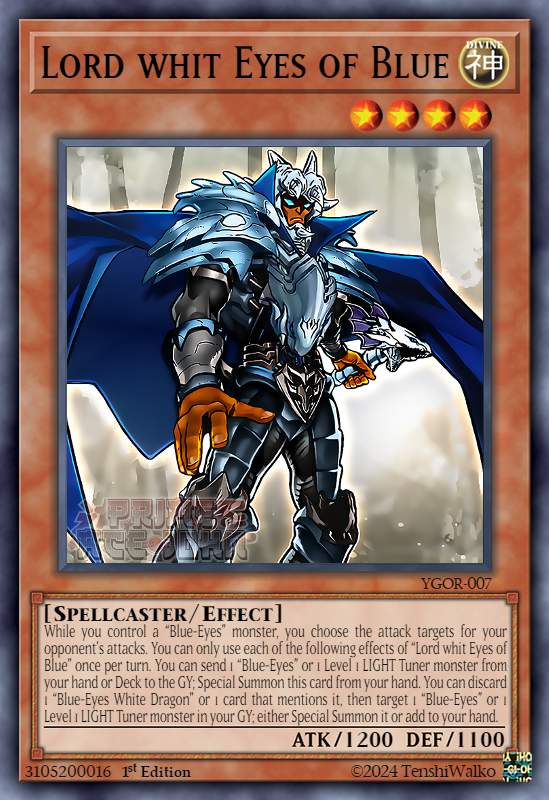 Lord whit Eyes of Blue
DIVINE
神
YGOR-007
[Spellcaster/Effect]
While you control a “Blue-Eyes” monster, you choose the attack targets for your
opponent’s attacks. You can only use each of the following effects of “Lord whit Eyes of
Blue” once per turn. You can send 1 “Blue-Eyes” or 1 Level 1 LIGHT Tuner monster from
your hand or Deck to the GY; Special Summon this card from your hand. You can discard
1 “Blue-Eyes White Dragon” or 1 card that mentions it, then target 1 “Blue-Eyes” or 1
Level 1 LIGHT Tuner monster in your GY; either Special Summon it or add to your hand.
ATK/1200 DEF/1100
3105200016 1st Edition ©2024 TenshiWalko